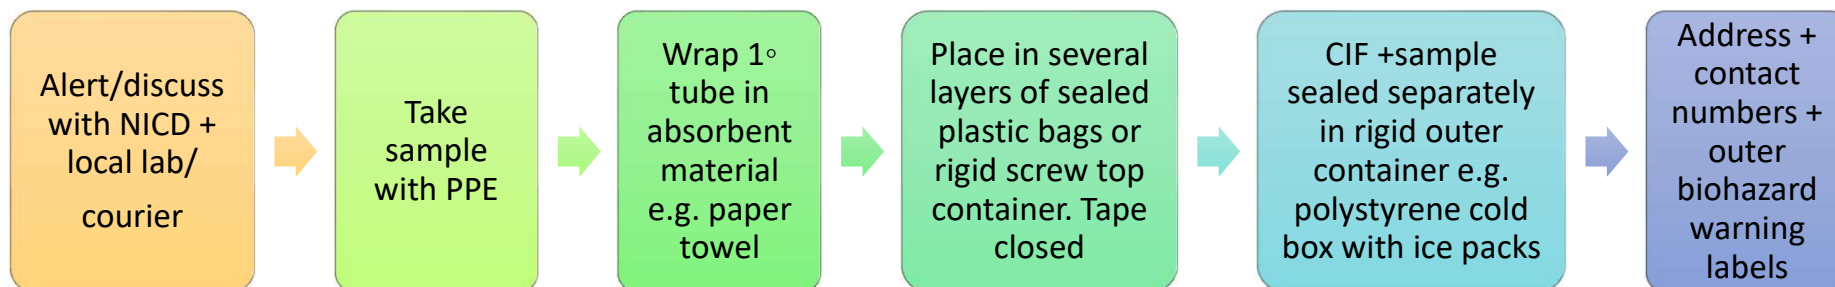 Alert/discuss
with NICD +
local lab/
courier
Take
sample
with PPE
Wrap 1◦
tube in
absorbent
material
e.g. paper
towel
Place in several
layers of sealed
plastic bags or
rigid screw top
container. Tape
closed
CIF +sample
sealed separately
in rigid outer
container e.g.
polystyrene cold
box with ice packs
Address +
contact
numbers +
outer
biohazard
warning
labels